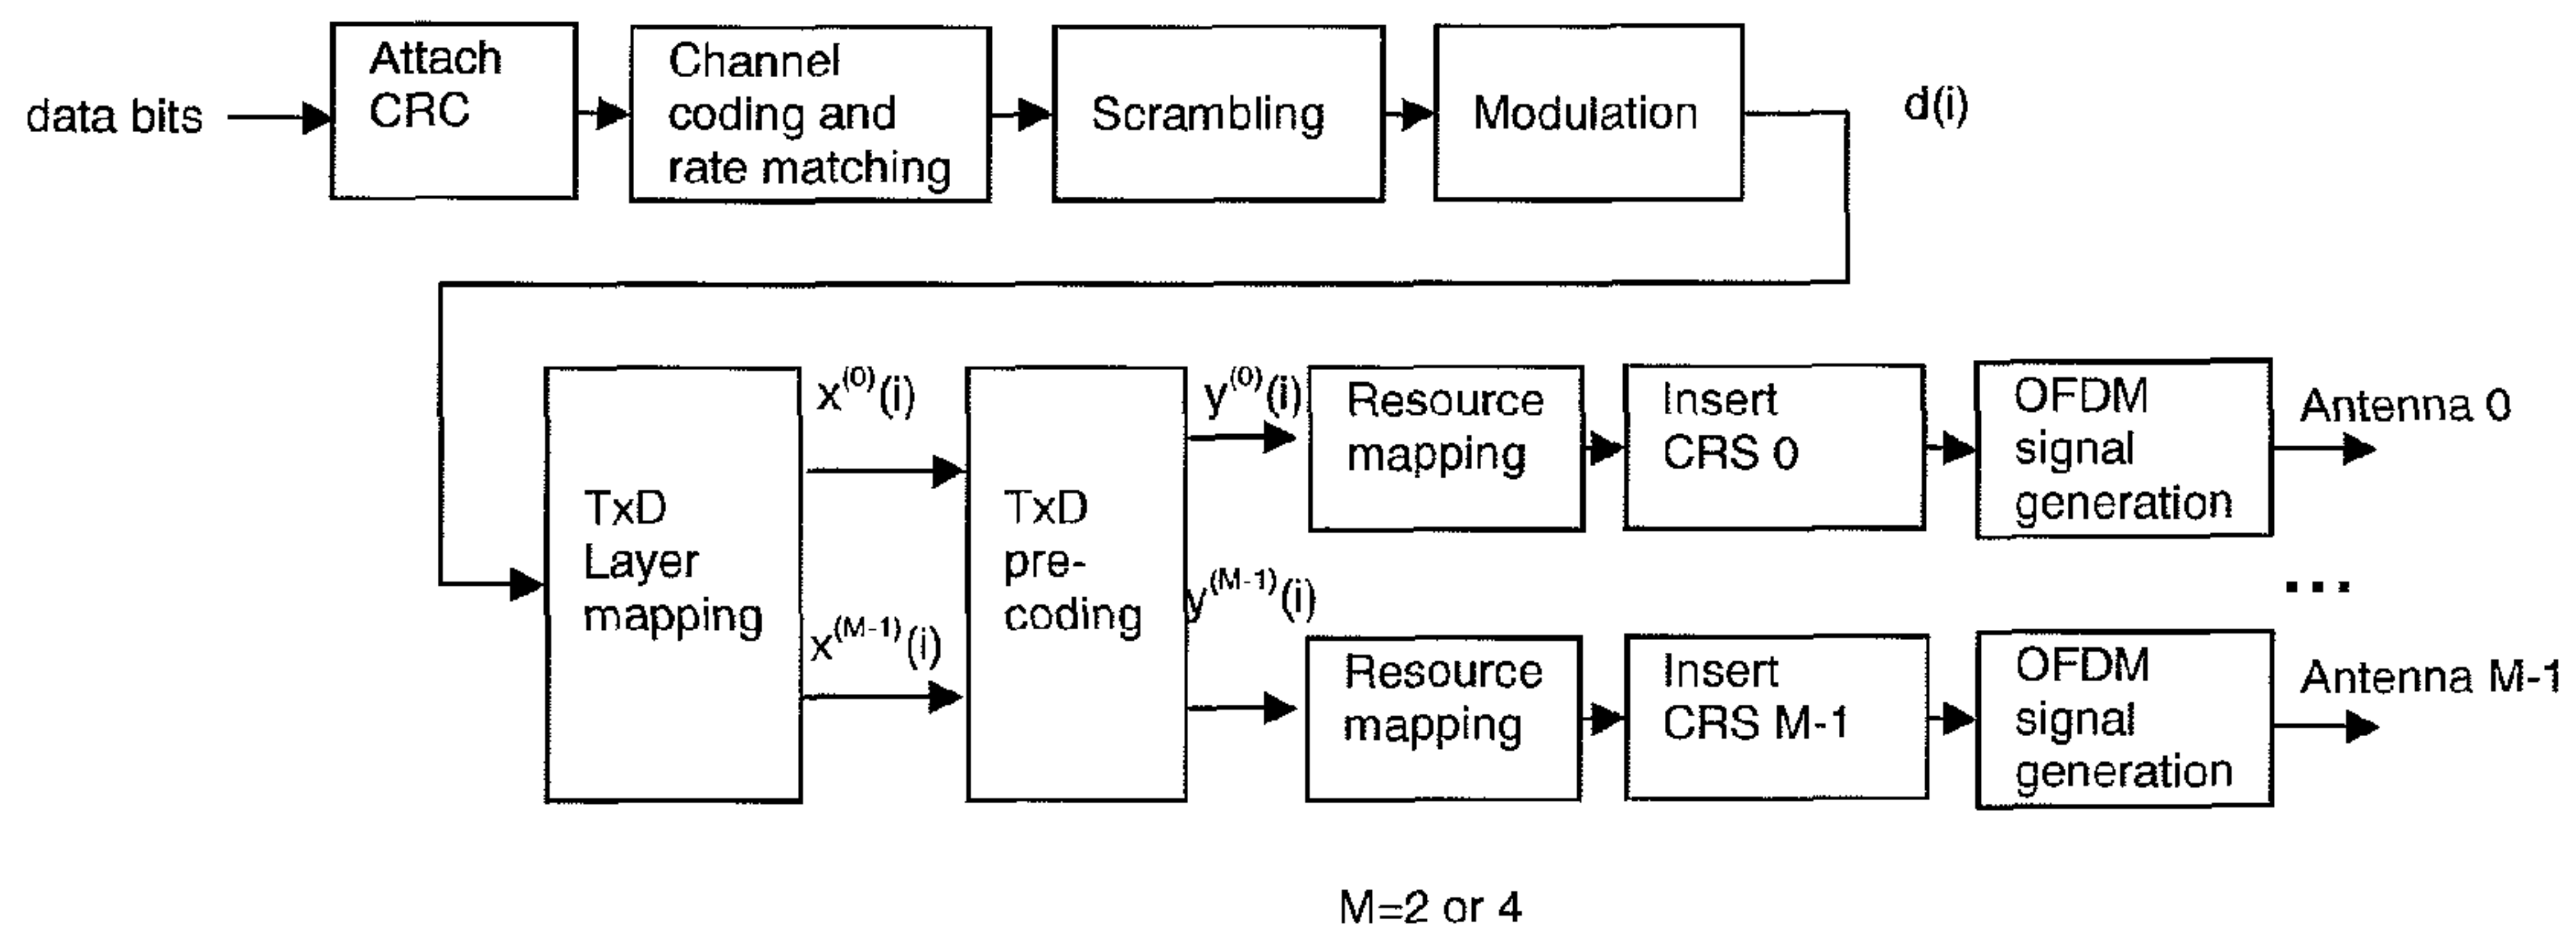 data bits
Attach
CRC
Channel
coding and
rate matching
Scrambling
Modulation
d(i)
TxD
Layer
mapping
x^(0)(i)
x^(M-1)(i)
TxD
pre-
coding
y^(0)(i)
y^(M-1)(i)
Resource
mapping
Insert
CRS 0
OFDM
signal
generation
Antenna 0
...
Resource
mapping
Insert
CRS M-1
OFDM
signal
generation
Antenna M-1
M=2 or 4